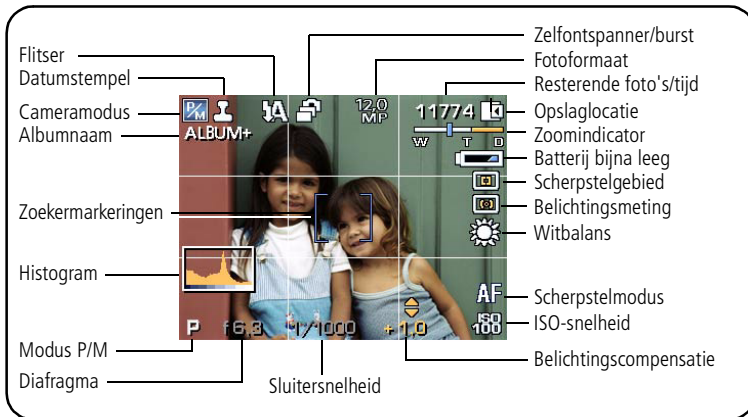 Flitser
Datumstempel
Cameramodus
Albumnaam
Zoekermarkeringen
Histogram
Modus P/M
Diafragma
Sluitersnelheid
Zelfontspanner/burst
Fotoformaat
Resterende foto's/tijd
Opslaglocatie
Zoomindicator
Batterij bijna leeg
Scherpstelgebied
Belichtingsmeting
Witbalans
Scherpstelmodus
ISO-snelheid
Belichtingscompensatie
P/M
A
12,0
MP
11774
ALBUM+
W T D
AF
ISO
100
P f 6,3 1/1000 +1,0